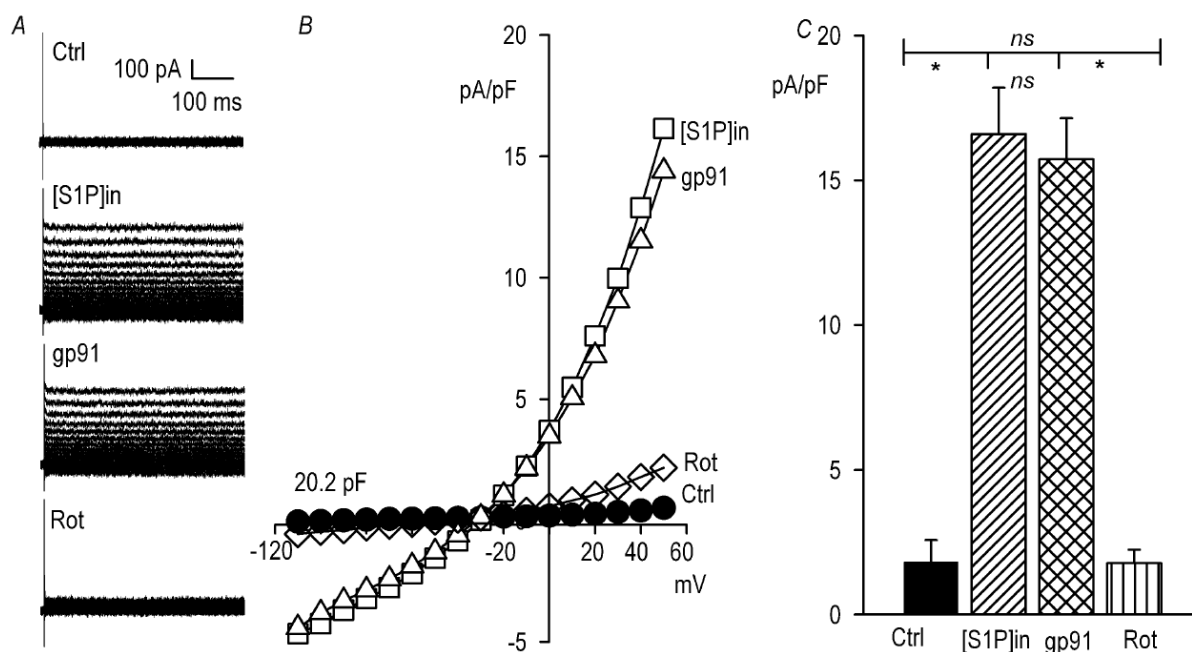 A
Ctrl
100 pA
100 ms
[S1P]in
gp91
Rot
B
20
pA/pF
[S1P]in
15
gp91
10
5
20.2 pF
Rot
Ctrl
-120
-20
20
40
60
mV
-5
C
20
ns
pA/pF
*
*
ns
15
10
5
0
Ctrl
[S1P]in
gp91
Rot